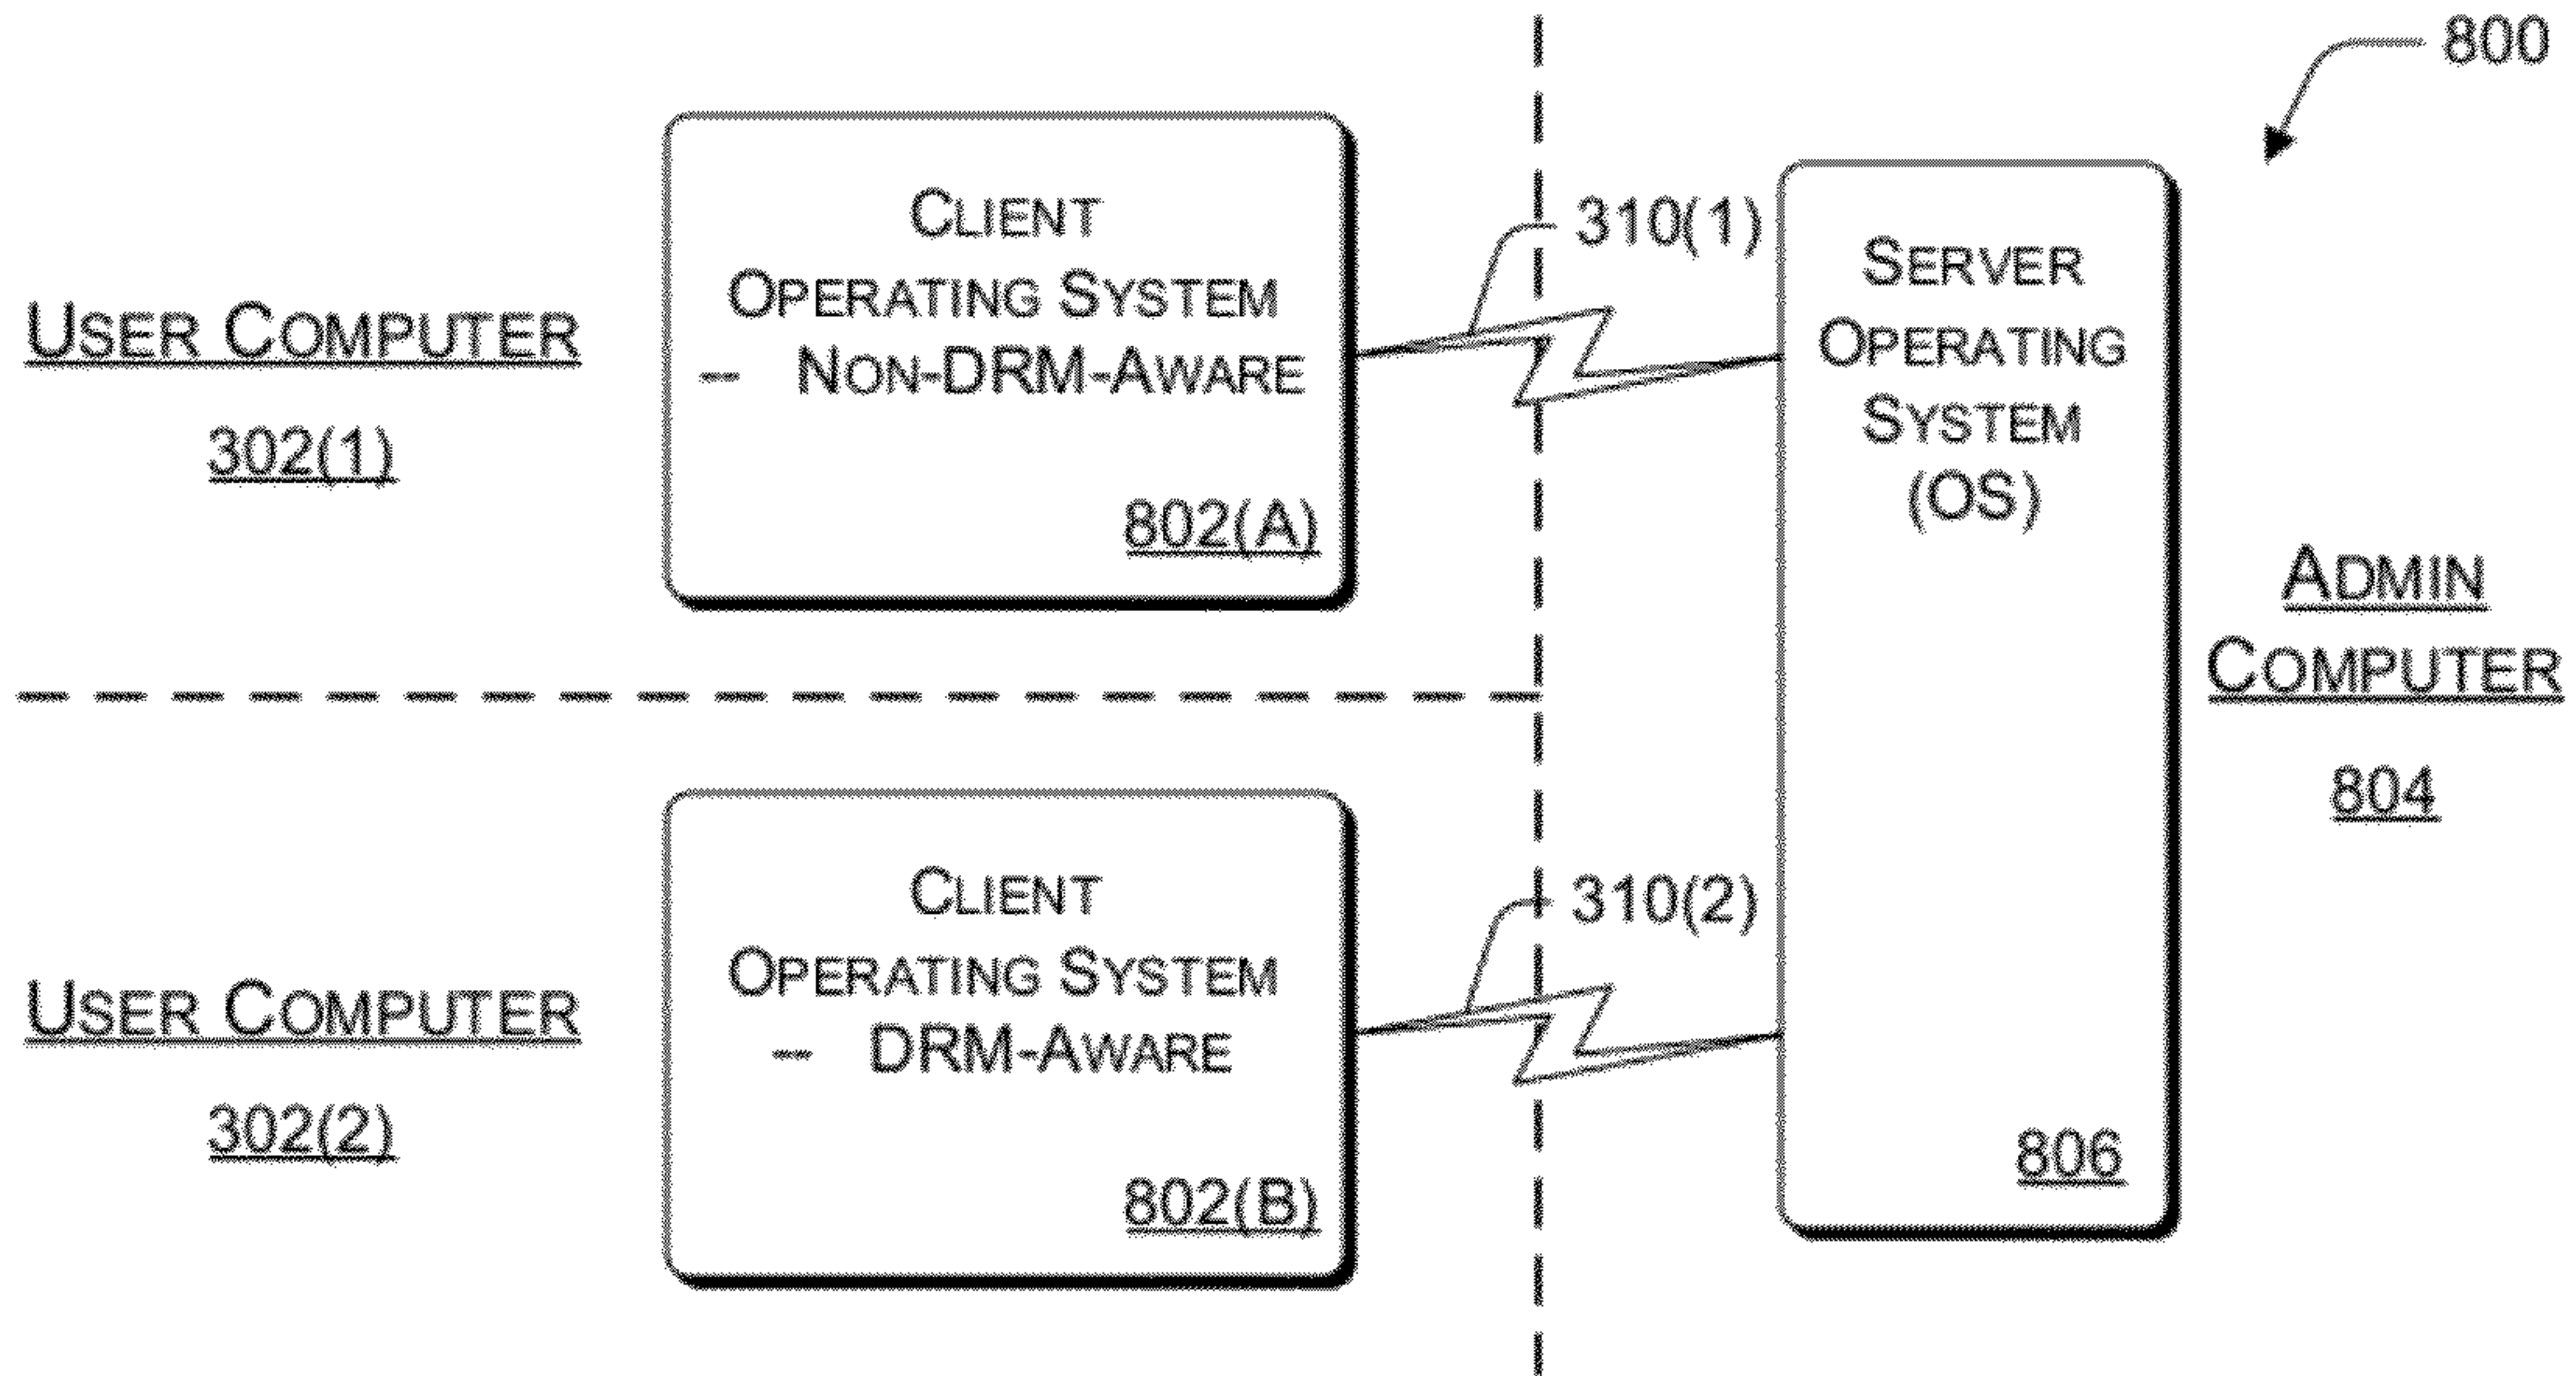 800
USER COMPUTER
302(1)
CLIENT
OPERATING SYSTEM
-- NON-DRM-AWARE
802(A)
310(1)
SERVER
OPERATING
SYSTEM
(OS)
806
ADMIN
COMPUTER
804
USER COMPUTER
302(2)
CLIENT
OPERATING SYSTEM
-- DRM-AWARE
802(B)
310(2)